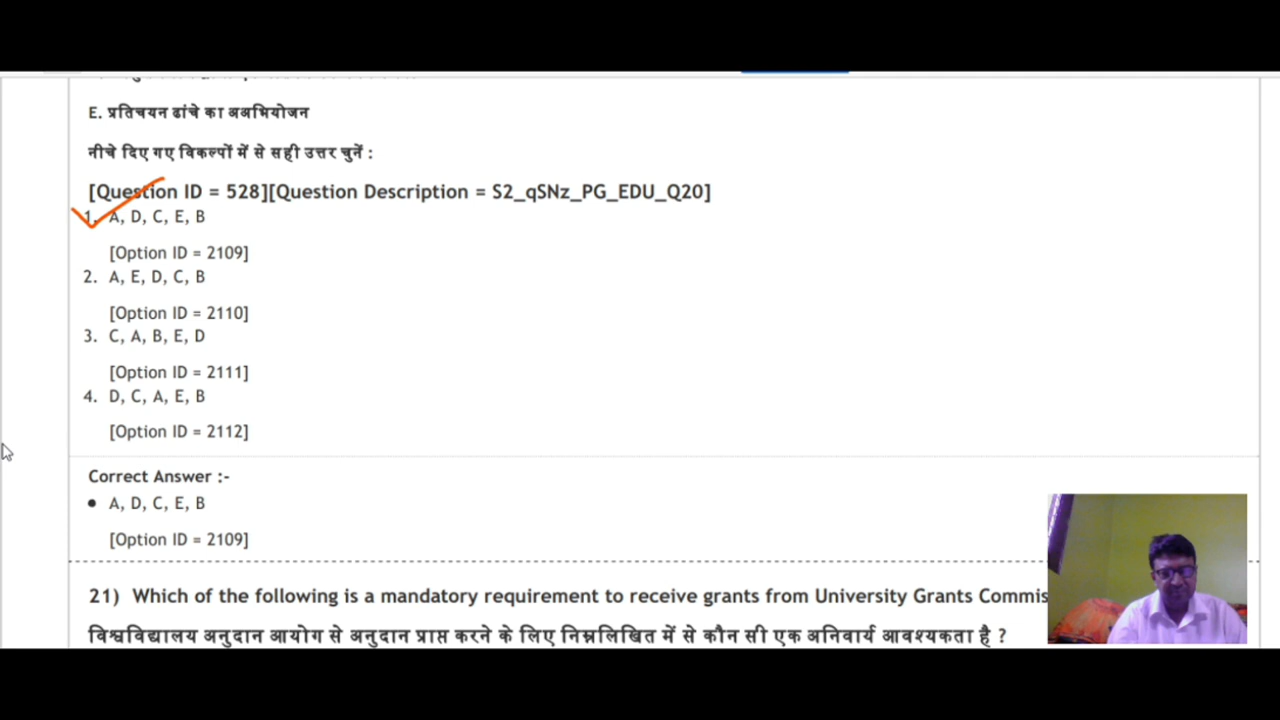 E. प्रतिचयन ढांचे का अअभियोजन
नीचे दिए गए विकल्पों में से सही उत्तर चुनें :
[Question ID = 528][Question Description = S2_qSNz_PG_EDU_Q20]
1. A, D, C, E, B
[Option ID = 2109]
2. A, E, D, C, B
[Option ID = 2110]
3. C, A, B, E, D
[Option ID = 2111]
4. D, C, A, E, B
[Option ID = 2112]
Correct Answer :-
• A, D, C, E, B
[Option ID = 2109]
21) Which of the following is a mandatory requirement to receive grants from University Grants Commis
विश्वविद्यालय अनुदान आयोग से अनुदान प्राप्त करने के लिए निम्नलिखित में से कौन सी एक अनिवार्य आवश्यकता है ?